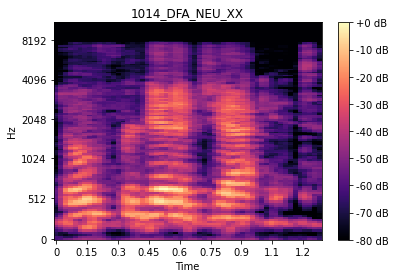 1014_DFA_NEU_XX
8192
4096
2048
1024
512
0
Hz
0 0.15 0.3 0.45 0.6 0.75 0.9 1.1 1.2
Time
+0 dB
-10 dB
-20 dB
-30 dB
-40 dB
-50 dB
-60 dB
-70 dB
-80 dB